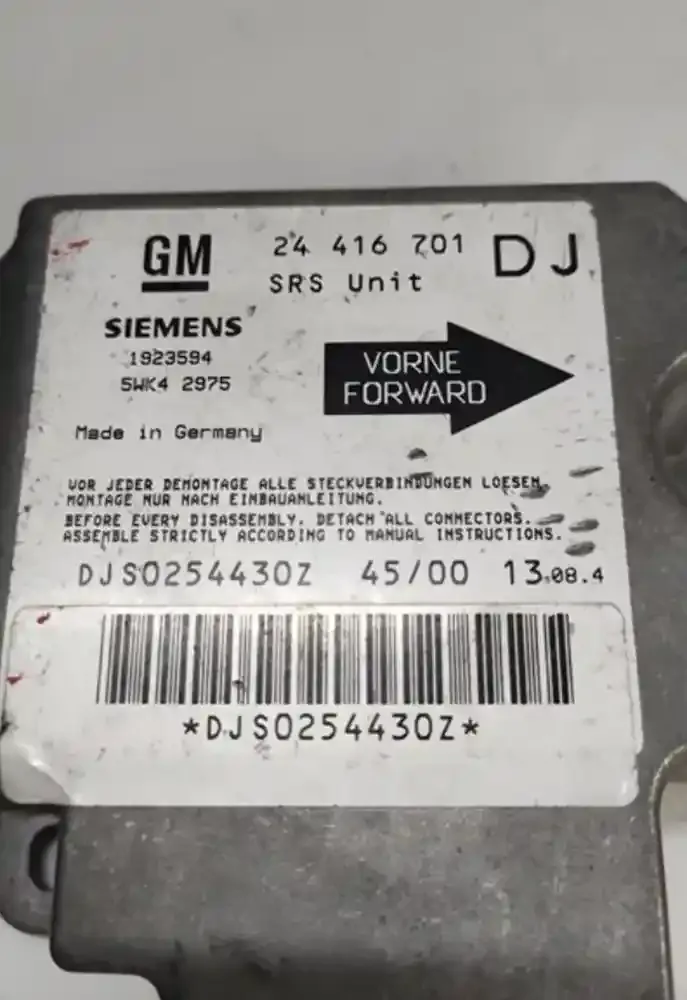 GM 24 416 701 DJ
SRS Unit
SIEMENS
1923594
5WK4 2975
VORNE
FORWARD
Made in Germany
VOR JEDER DEMONTAGE ALLE STECKVERBINDUNGEN LOESEN.
MONTAGE NUR NACH EINBAUANLEITUNG.
BEFORE EVERY DISASSEMBLY. DETACH ALL CONNECTORS.
ASSEMBLE STRICTLY ACCORDING TO MANUAL INSTRUCTIONS.
DJS0254430Z 45/00 13.08.4
*DJS0254430Z*